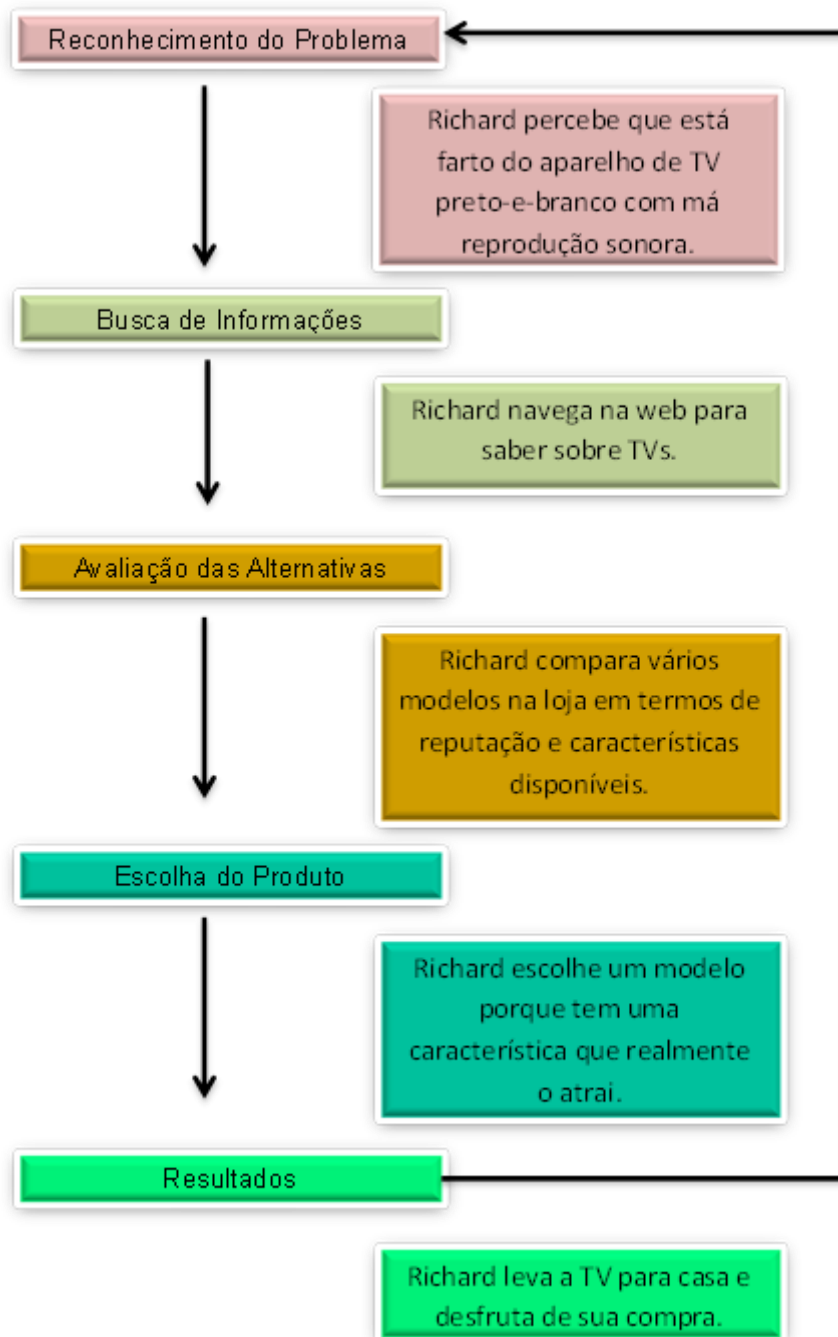 Reconhecimento do Problema
Richard percebe que está
farto do aparelho de TV
preto-e-branco com má
reprodução sonora.
Busca de Informações
Richard navega na web para
saber sobre TVs.
Avaliação das Alternativas
Richard compara vários
modelos na loja em termos de
reputação e características
disponíveis.
Escolha do Produto
Richard escolhe um modelo
porque tem uma
característica que realmente
o atrai.
Resultados
Richard leva a TV para casa e
desfruta de sua compra.